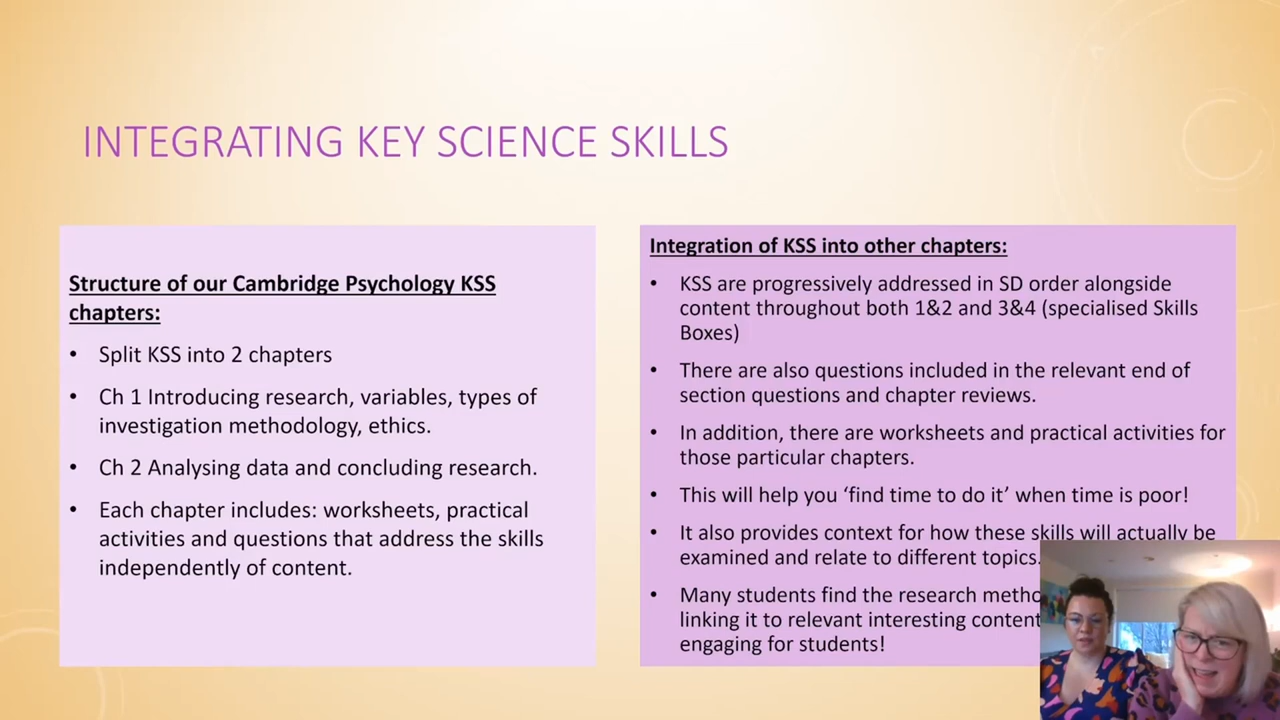 INTEGRATING KEY SCIENCE SKILLS
Structure of our Cambridge Psychology KSS
chapters:
• Split KSS into 2 chapters
• Ch 1 Introducing research, variables, types of
investigation methodology, ethics.
• Ch 2 Analysing data and concluding research.
• Each chapter includes: worksheets, practical
activities and questions that address the skills
independently of content.
Integration of KSS into other chapters:
• KSS are progressively addressed in SD order alongside
content throughout both 1&2 and 3&4 (specialised Skills
Boxes)
• There are also questions included in the relevant end of
section questions and chapter reviews.
• In addition, there are worksheets and practical activities for
those particular chapters.
• This will help you ‘find time to do it’ when time is poor!
• It also provides context for how these skills will actually be
examined and relate to different topics.
• Many students find the research
linking it to relevant interesting content
engaging for students!